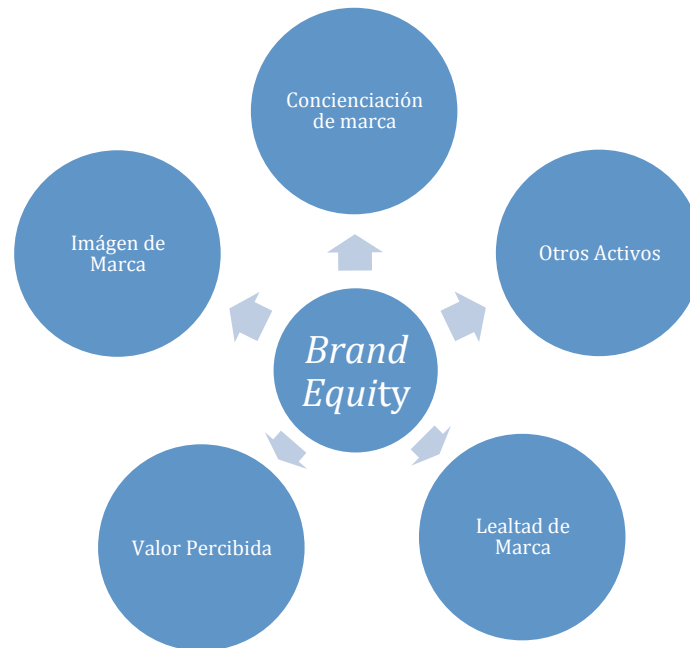 Concienciación
de marca
Imágen de
Marca
Otros Activos
Brand
Equity
Valor Percibida
Lealtad de
Marca